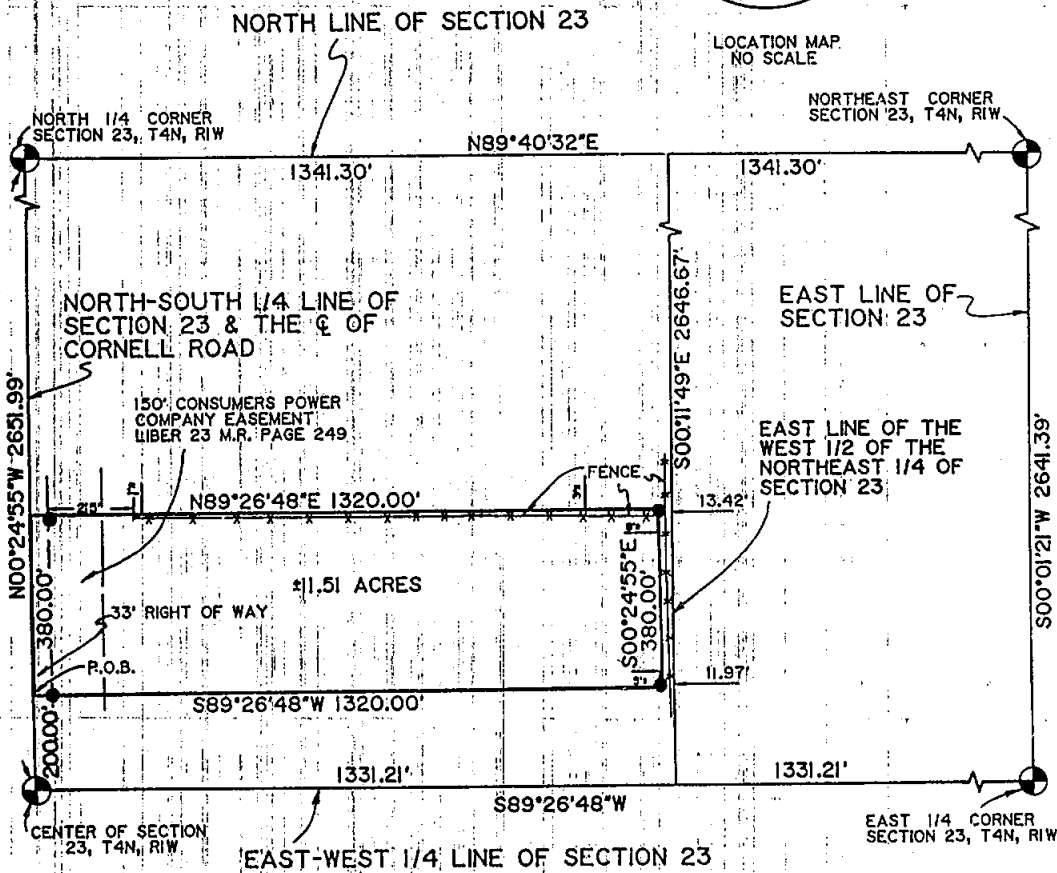 NORTH LINE OF SECTION 23
LOCATION MAP
NO SCALE
NORTH 1/4 CORNER
SECTION 23, T4N, R1W
NORTHEAST CORNER
SECTION 23, T4N, R1W
N89°40'32"E
1341.30'
1341.30'
NORTH-SOUTH 1/4 LINE OF
SECTION 23 & THE ℄ OF
CORNELL ROAD
EAST LINE OF
SECTION 23
S00°11'49"E 2646.67'
N00°24'55"W 2651.99'
S00°01'21"W 2641.39'
150' CONSUMERS POWER
COMPANY EASEMENT
LIBER 23 M.R. PAGE 249
EAST LINE OF THE
WEST 1/2 OF THE
NORTHEAST 1/4 OF
SECTION 23
FENCE
N89°26'48"E 1320.00'
13.42'
215'
±11.51 ACRES
S00°24'55"E
380.00'
380.00'
33' RIGHT OF WAY
P.O.B.
11.97'
S89°26'48"W 1320.00'
200.00'
1331.21'
1331.21'
S89°26'48"W
CENTER OF SECTION
23, T4N, R1W
EAST 1/4 CORNER
SECTION 23, T4N, R1W
EAST-WEST 1/4 LINE OF SECTION 23